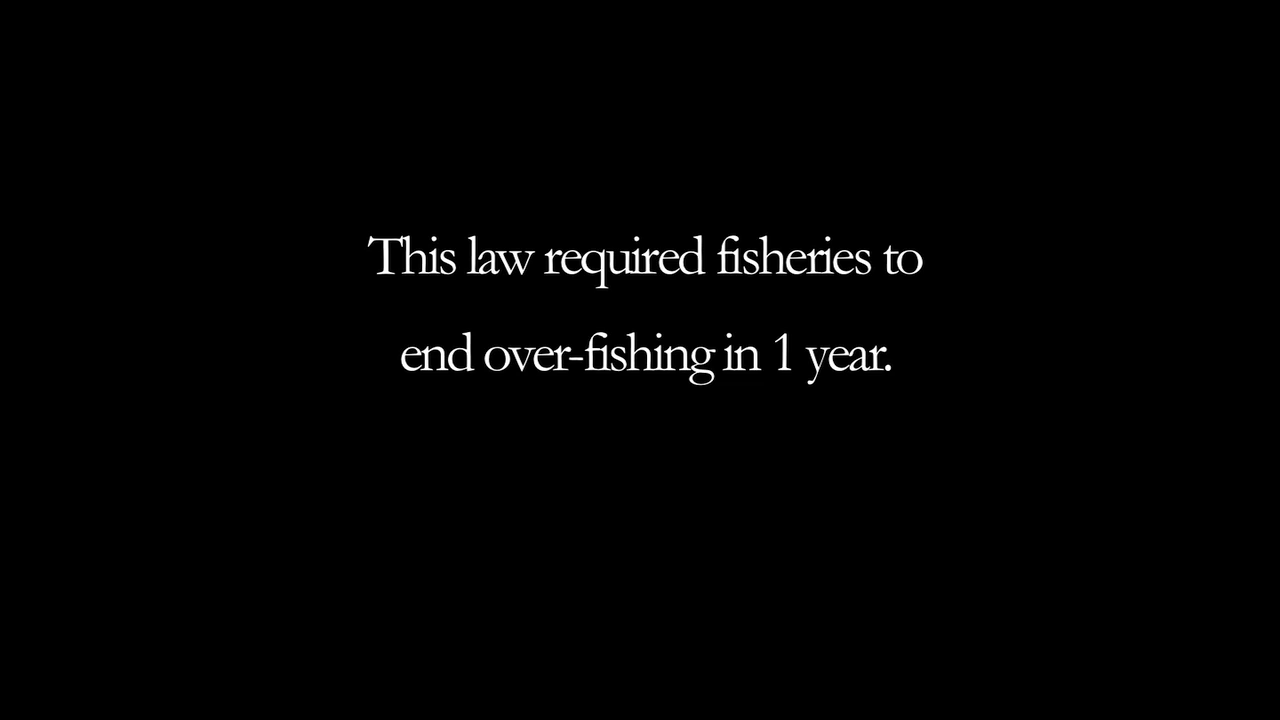 This law required fisheries to
end over-fishing in 1 year.